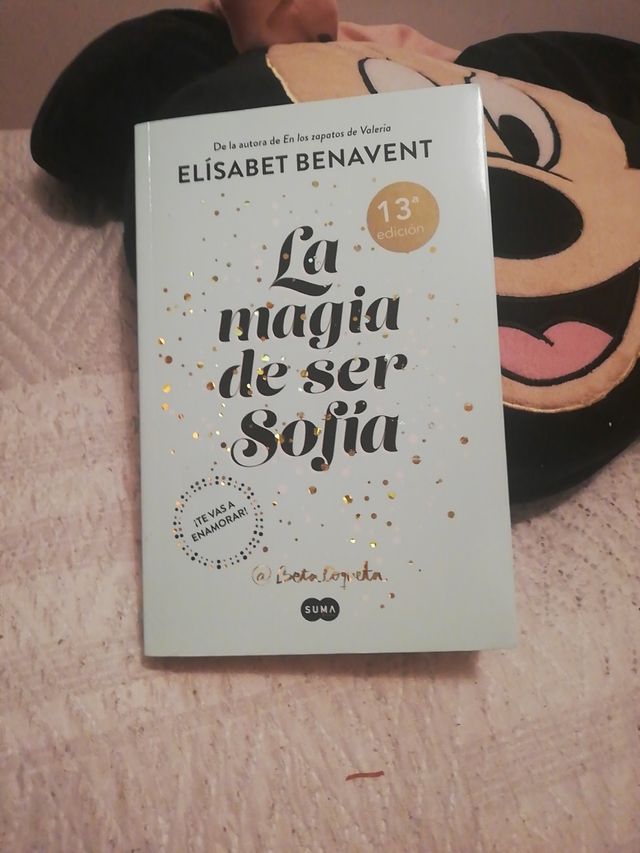 De la autora de En los zapatos de Valeria
ELÍSABET BENAVENT
13ª
edición
La
magia
de ser
Sofía
¡TE VAS A
ENAMORAR!
@BetaCoqueta
SUMA